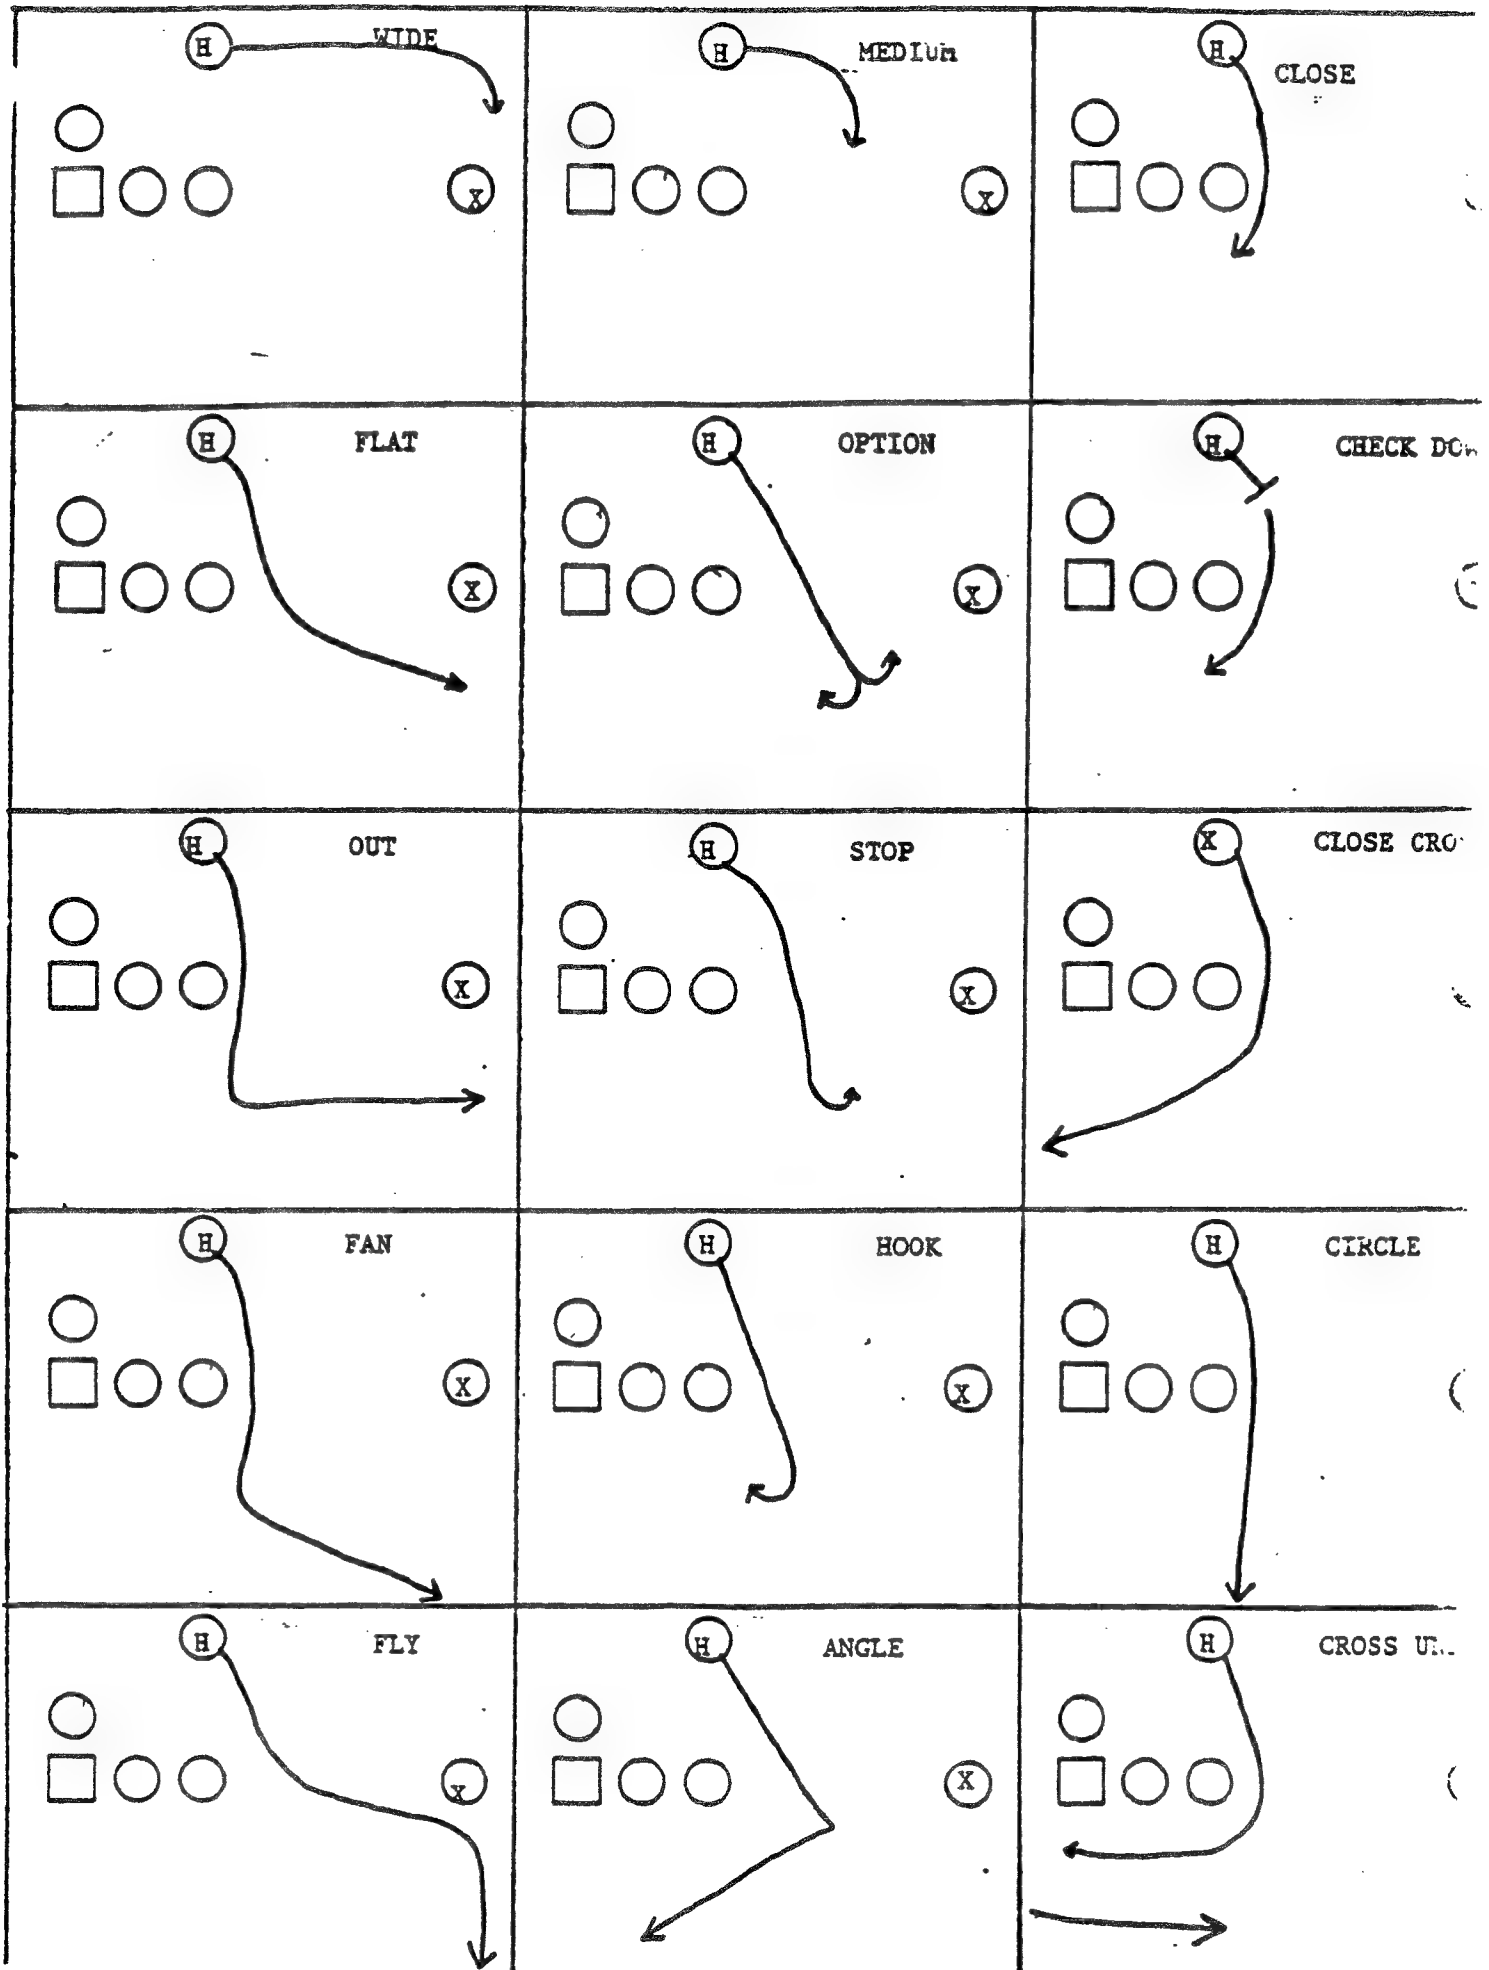 H WIDE
X
H MEDIUM
X
H CLOSE
H FLAT
X
H OPTION
X
H CHECK
H OUT
X
H STOP
X
X CLOSE
H FAN
X
H HOOK
X
H CIRCLE
H FLY
X
H ANGLE
X
H CROSS